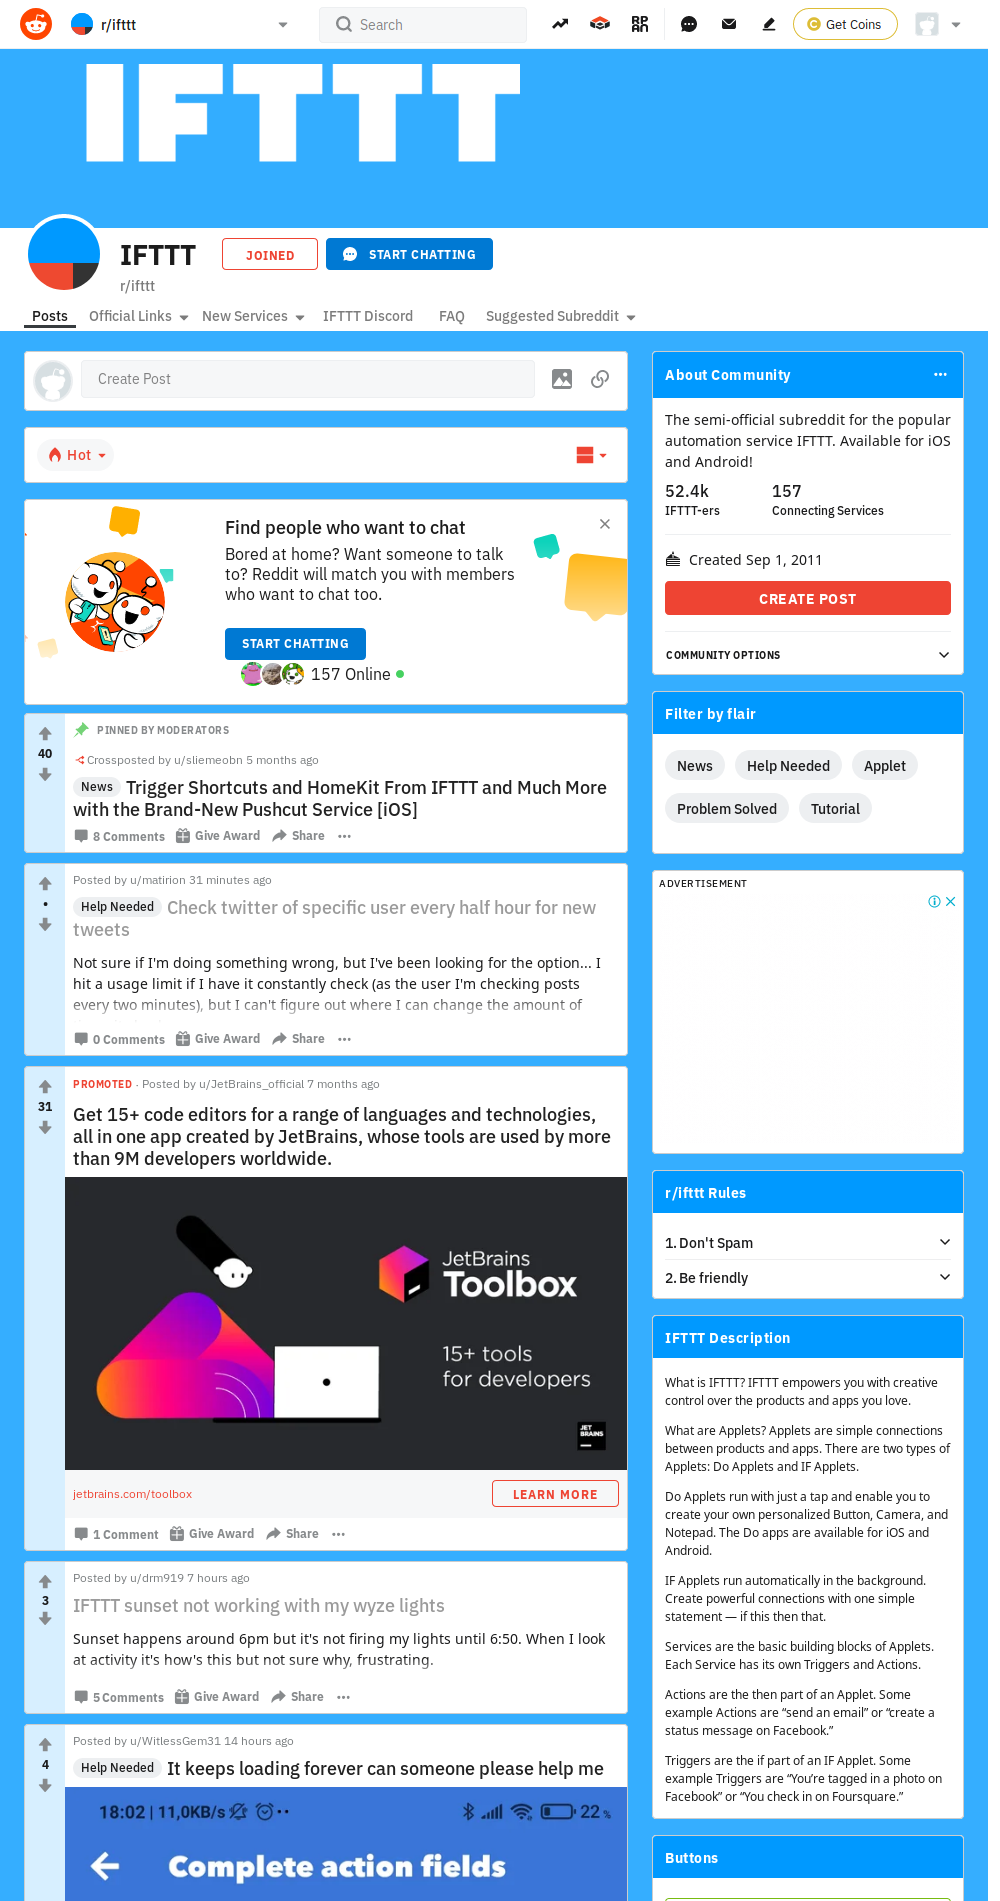 r/ifttt
Search
RPAN
Get Coins
IFTTT
IFTTT
JOINED
START CHATTING
r/ifttt
Posts
Official Links
New Services
IFTTT Discord
FAQ
Suggested Subreddit
Create Post
Hot
Find people who want to chat
Bored at home? Want someone to talk
to? Reddit will match you with members
who want to chat too.
START CHATTING
157 Online
40
PINNED BY MODERATORS
Crossposted by u/sliemeobn 5 months ago
News Trigger Shortcuts and HomeKit From IFTTT and Much More
with the Brand-New Pushcut Service [iOS]
8 Comments Give Award Share
•
Posted by u/matirion 31 minutes ago
Help Needed Check twitter of specific user every half hour for new
tweets
Not sure if I'm doing something wrong, but I've been looking for the option... I
hit a usage limit if I have it constantly check (as the user I'm checking posts
every two minutes), but I can't figure out where I can change the amount of
0 Comments Give Award Share
31
PROMOTED · Posted by u/JetBrains_official 7 months ago
Get 15+ code editors for a range of languages and technologies,
all in one app created by JetBrains, whose tools are used by more
than 9M developers worldwide.
JetBrains
Toolbox
15+ tools
for developers
JET
BRAINS
jetbrains.com/toolbox
LEARN MORE
1 Comment Give Award Share
3
Posted by u/drm919 7 hours ago
IFTTT sunset not working with my wyze lights
Sunset happens around 6pm but it's not firing my lights until 6:50. When I look
at activity it's how's this but not sure why, frustrating.
5 Comments Give Award Share
4
Posted by u/WitlessGem31 14 hours ago
Help Needed It keeps loading forever can someone please help me
18:02 | 11,0KB/s
22 %
Complete action fields
About Community
The semi-official subreddit for the popular
automation service IFTTT. Available for iOS
and Android!
52.4k
IFTTT-ers
157
Connecting Services
Created Sep 1, 2011
CREATE POST
COMMUNITY OPTIONS
Filter by flair
News
Help Needed
Applet
Problem Solved
Tutorial
ADVERTISEMENT
r/ifttt Rules
1. Don't Spam
2. Be friendly
IFTTT Description
What is IFTTT? IFTTT empowers you with creative
control over the products and apps you love.
What are Applets? Applets are simple connections
between products and apps. There are two types of
Applets: Do Applets and IF Applets.
Do Applets run with just a tap and enable you to
create your own personalized Button, Camera, and
Notepad. The Do apps are available for iOS and
Android.
IF Applets run automatically in the background.
Create powerful connections with one simple
statement — if this then that.
Services are the basic building blocks of Applets.
Each Service has its own Triggers and Actions.
Actions are the then part of an Applet. Some
example Actions are “send an email” or “create a
status message on Facebook.”
Triggers are the if part of an IF Applet. Some
example Triggers are “You’re tagged in a photo on
Facebook” or “You check in on Foursquare.”
Buttons